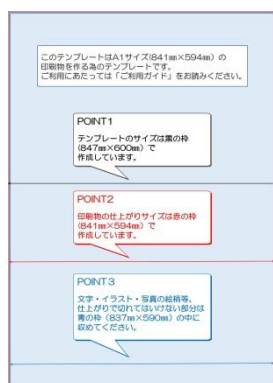 このテンプレートはA1サイズ(841㎜×594㎜)の
印刷物を作る為のテンプレートです。
ご利用にあたっては「ご利用ガイド」をお読みください。
POINT1
テンプレートのサイズは黒の枠
(847㎜×600㎜)で
作成しています。
POINT2
印刷物の仕上がりサイズは赤の枠
(841㎜×594㎜)で
作成しています。
POINT3
文字・イラスト・写真の絵柄等、
仕上がりで切れてはいけない部分は
青の枠(837㎜×590㎜)の中に
収めてください。